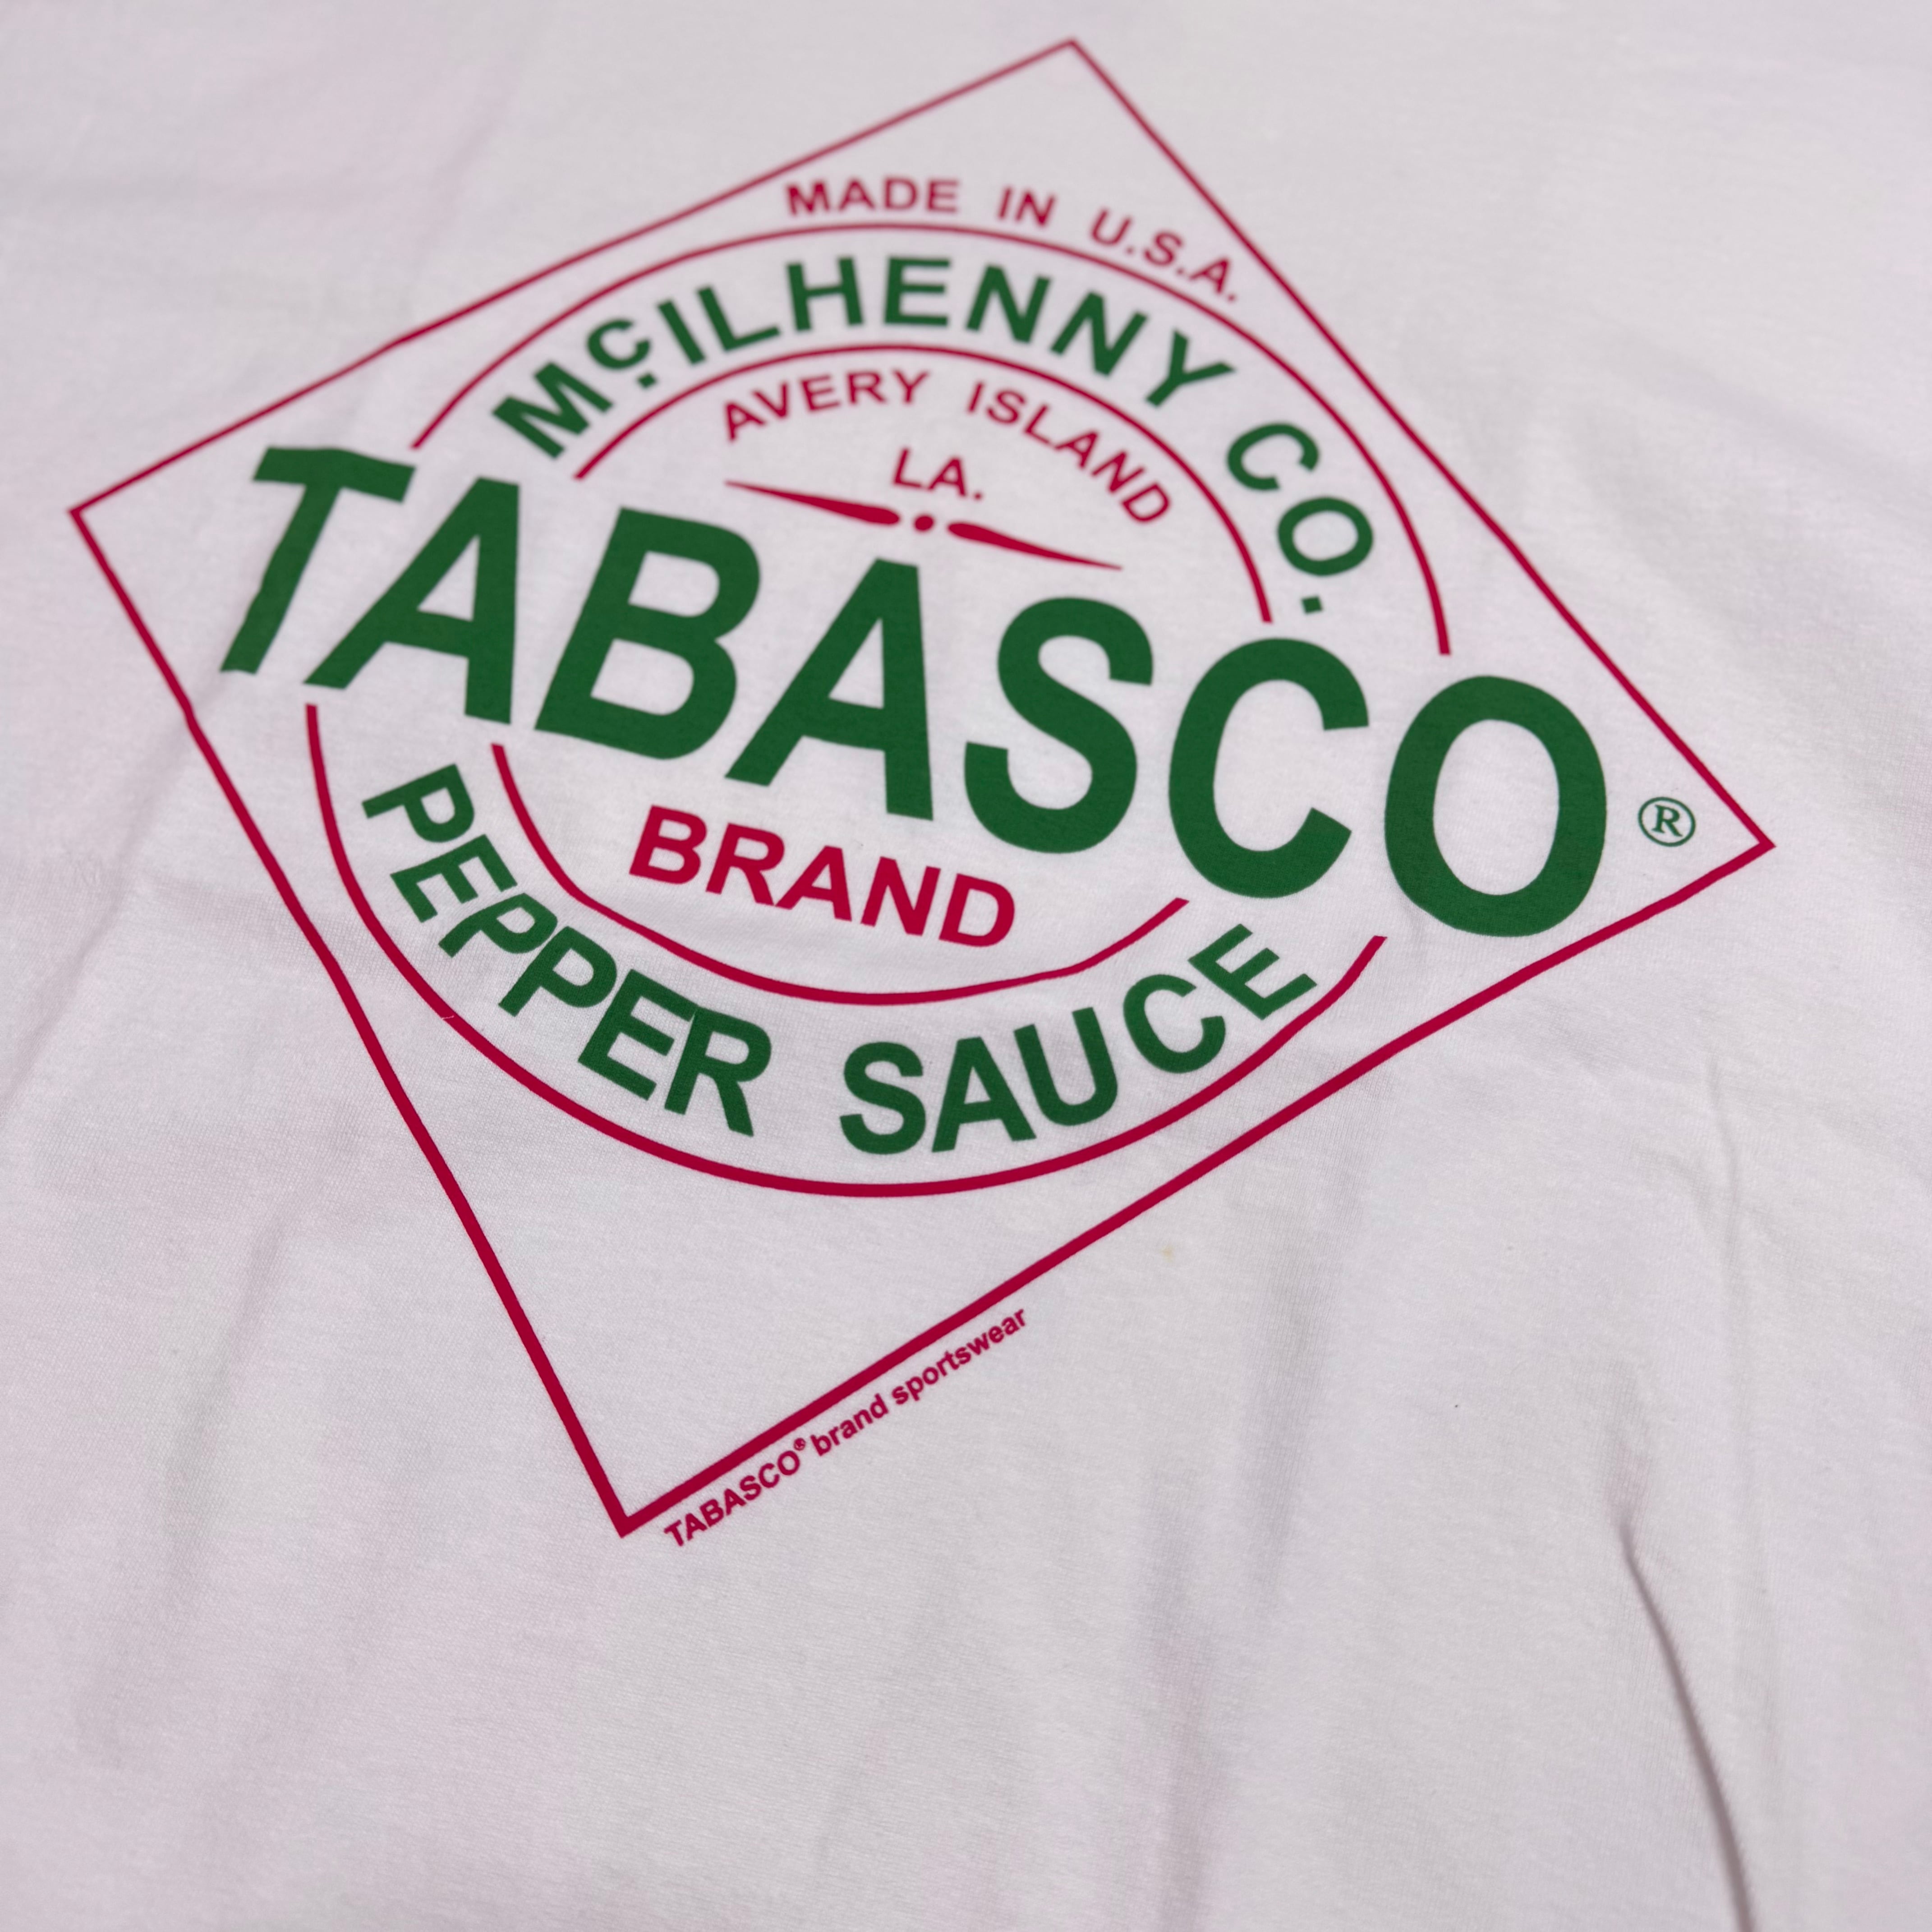 MADE IN U.S.A.
McILHENNY CO.
AVERY ISLAND
LA.
TABASCO®
BRAND
PEPPER SAUCE
TABASCO® brand sportswear